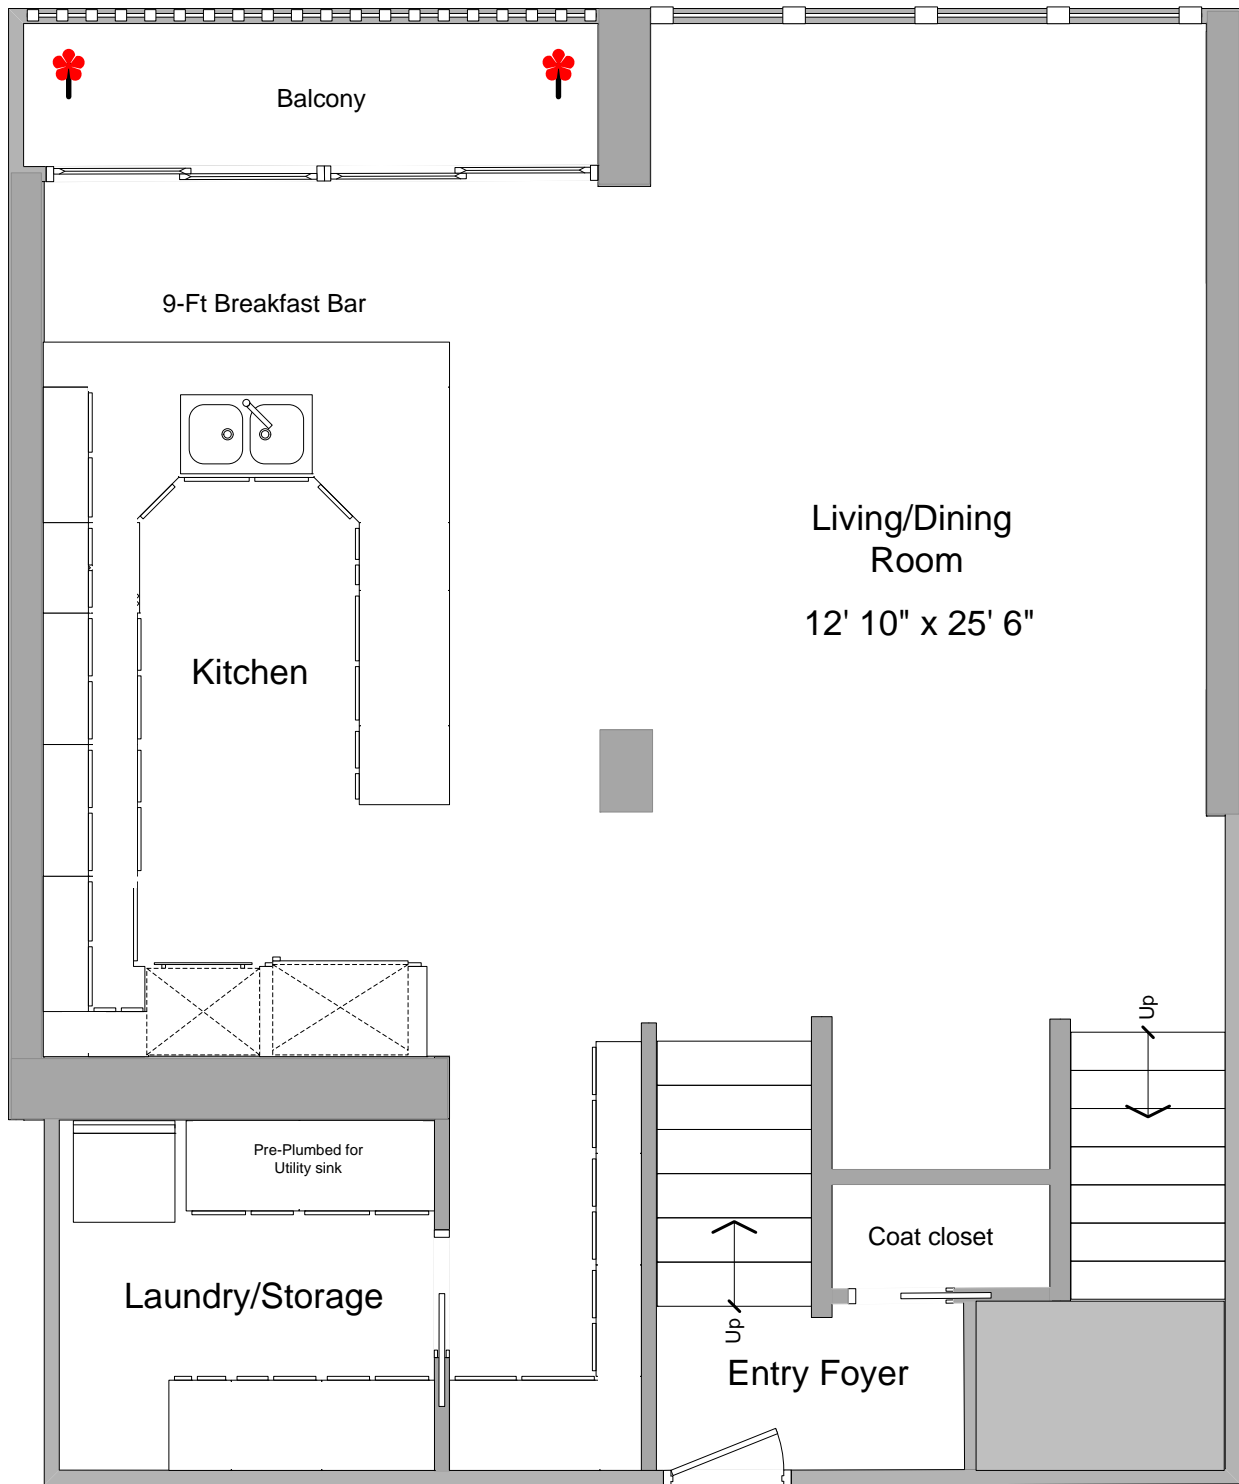 Balcony
9-Ft Breakfast Bar
Living/Dining
Room
12' 10" x 25' 6"
Kitchen
Up
Pre-Plumbed for
Utility sink
Coat closet
Laundry/Storage
Up
Entry Foyer